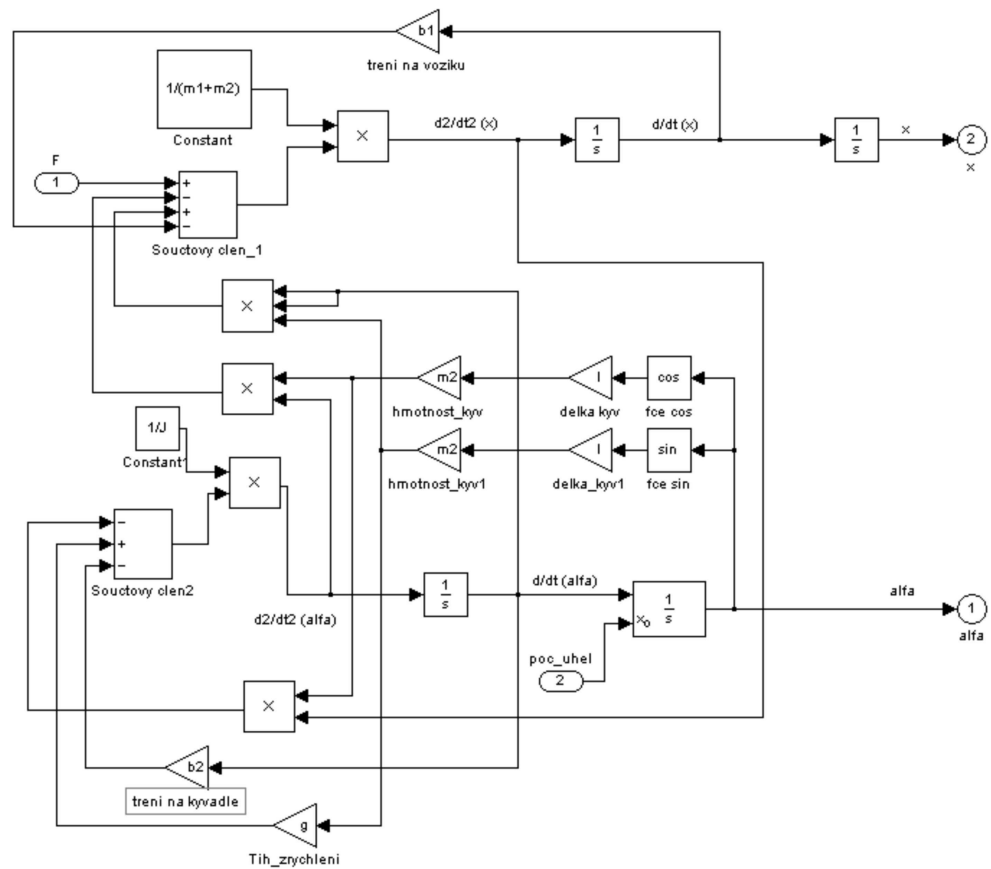 b1
treni na voziku
1/(m1+m2)
Constant
×
d2/dt2 (x)
1
s
d/dt (x)
1
s
x
2
x
F
1
+
−
+
−
Souctovy clen_1
×
×
m2
hmotnost_kyv
l
delka kyv
cos
fce cos
1/J
Constant1
m2
hmotnost_kyv1
l
delka_kyv1
sin
fce sin
×
−
+
−
Souctovy clen2
d2/dt2 (alfa)
1
s
d/dt (alfa)
1
s
xo
alfa
1
alfa
poc_uhel
2
×
b2
treni na kyvadle
g
Tih_zrychleni